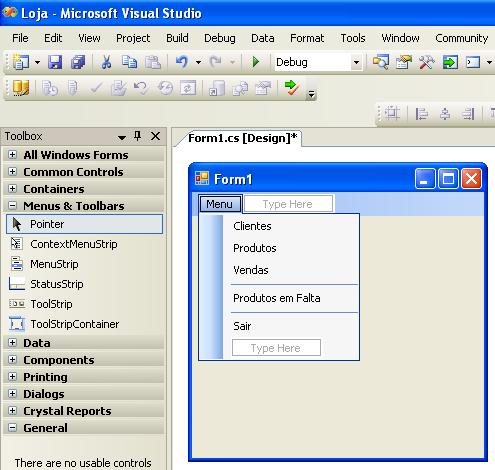 Loja - Microsoft Visual Studio
File Edit View Project Build Debug Data Format Tools Window Community
Debug
Toolbox
Form1.cs [Design]*
All Windows Forms
Common Controls
Containers
Menus & Toolbars
Pointer
ContextMenuStrip
MenuStrip
StatusStrip
ToolStrip
ToolStripContainer
Data
Components
Printing
Dialogs
Crystal Reports
General
There are no usable controls
Form1
Menu Type Here
Clientes
Produtos
Vendas
Produtos em Falta
Sair
Type Here